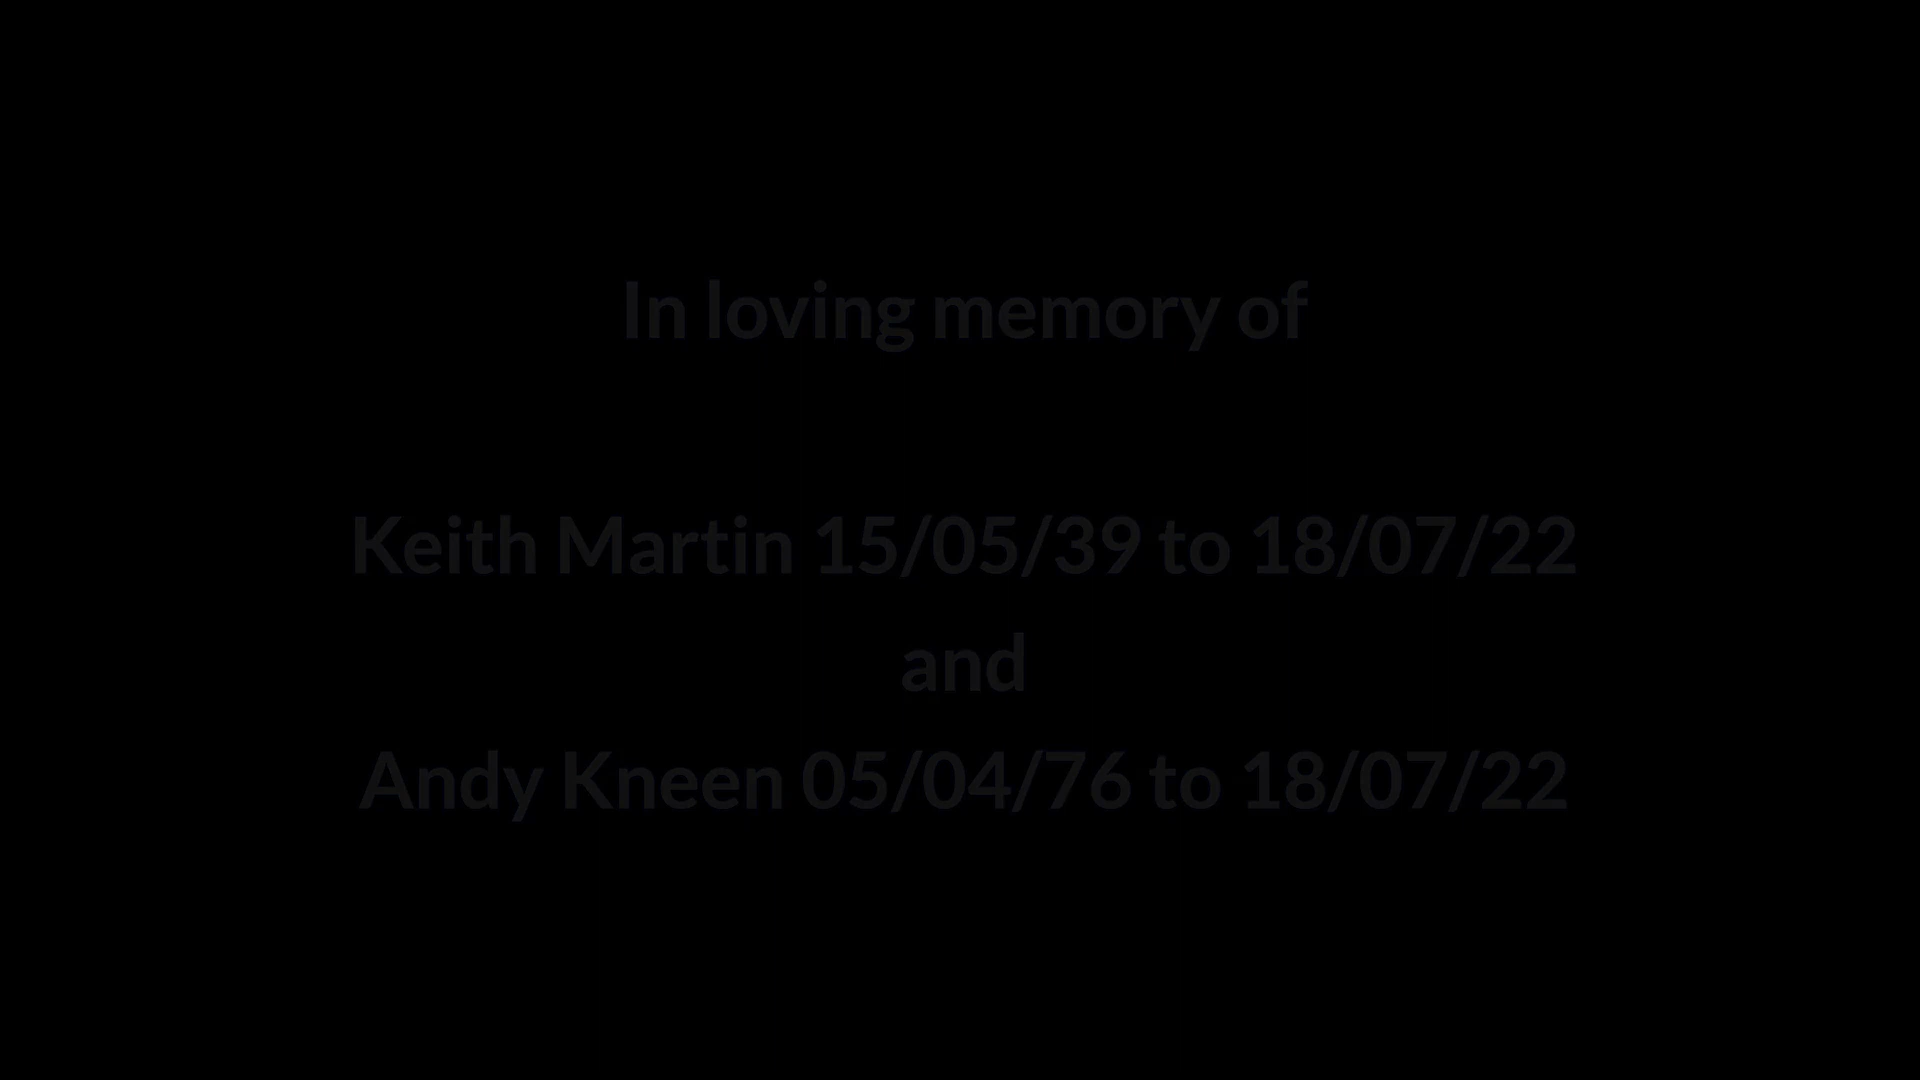 In loving memory of
Keith Martin 15/05/39 to 18/07/22
and
Andy Kneen 05/04/76 to 18/07/22